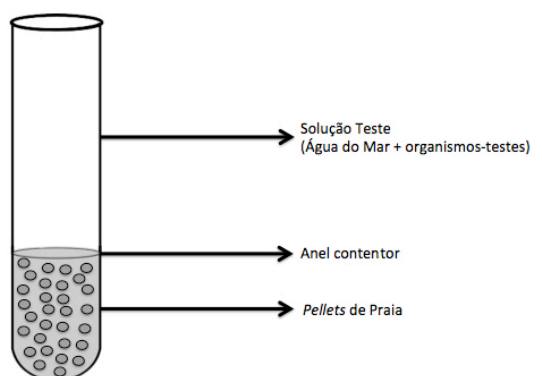 Solução Teste
(Água do Mar + organismos-testes)
Anel contentor
Pellets de Praia